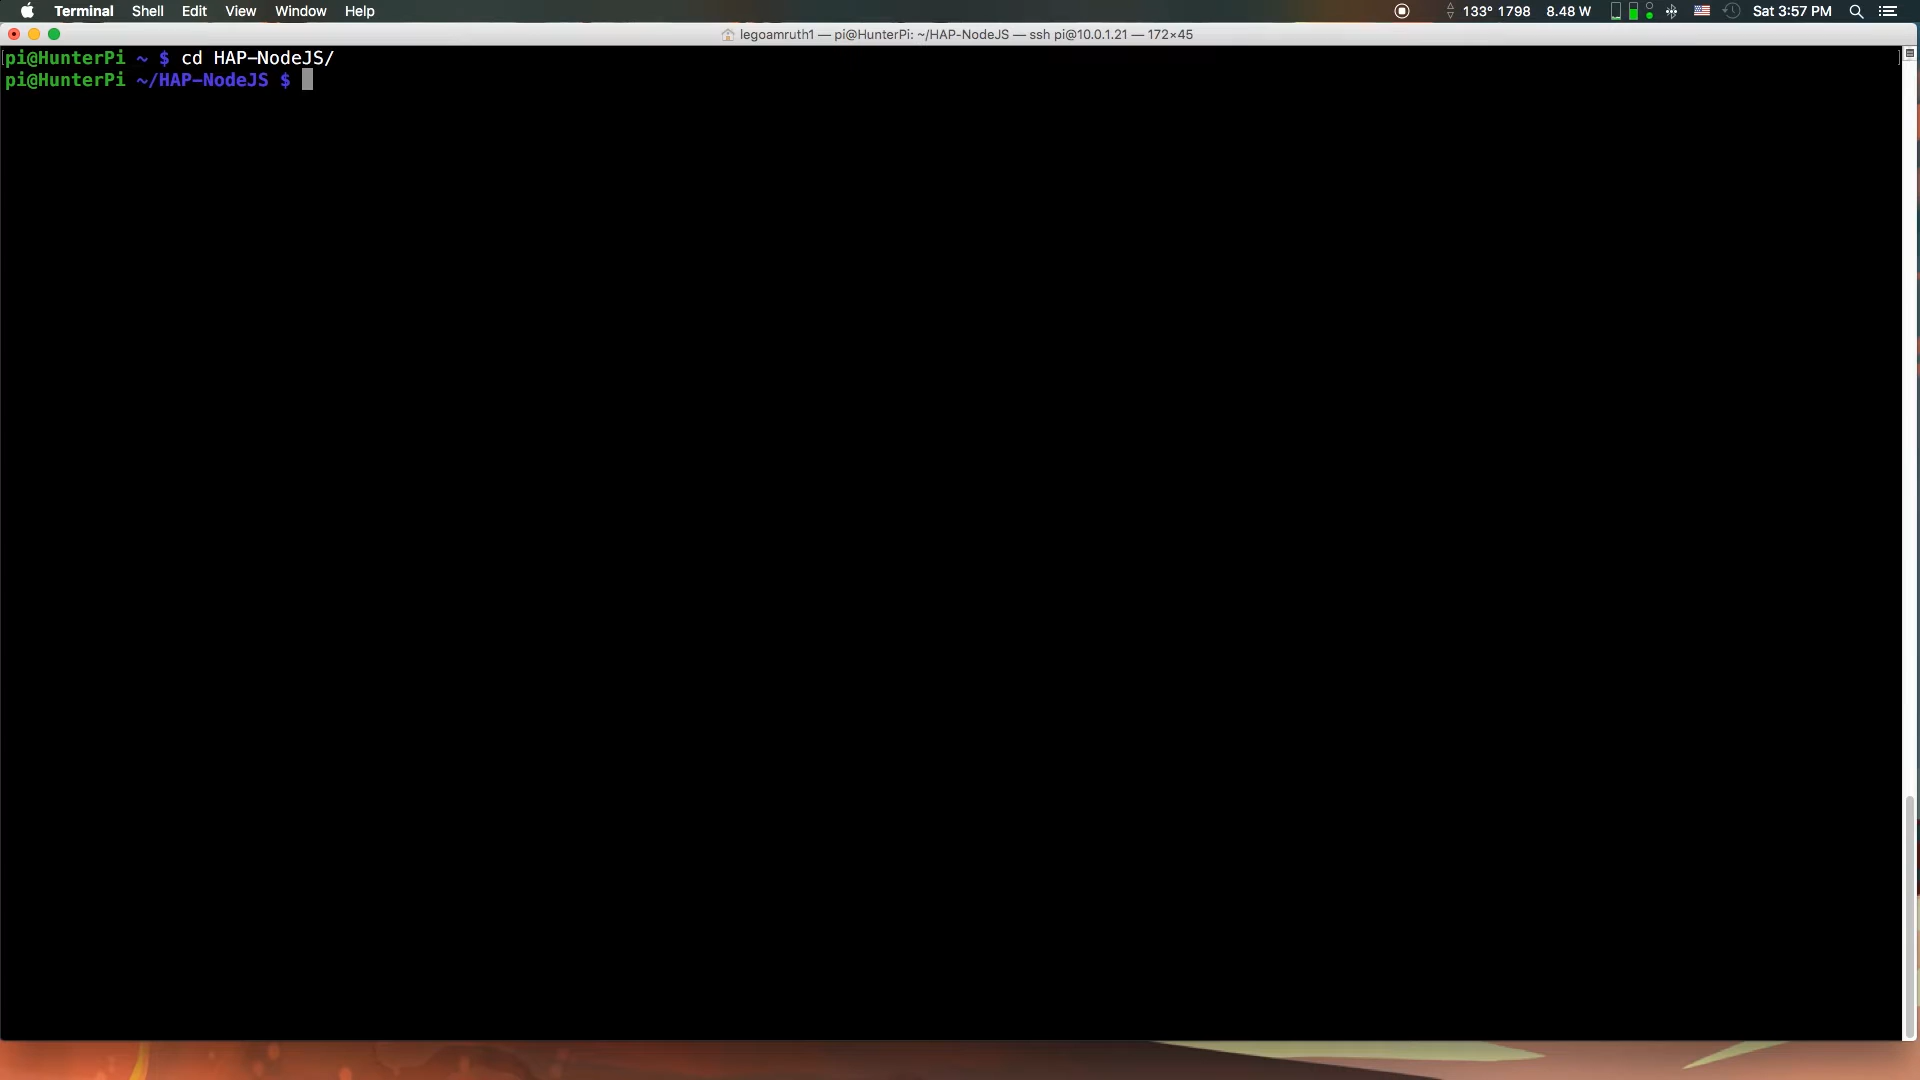 Terminal Shell Edit View Window Help 133° 1798 8.48 W Sat 3:57 PM
legoamruth1 — pi@HunterPi: ~/HAP-NodeJS — ssh pi@10.0.1.21 — 172×45
pi@HunterPi ~ $ cd HAP-NodeJS/
pi@HunterPi ~/HAP-NodeJS $